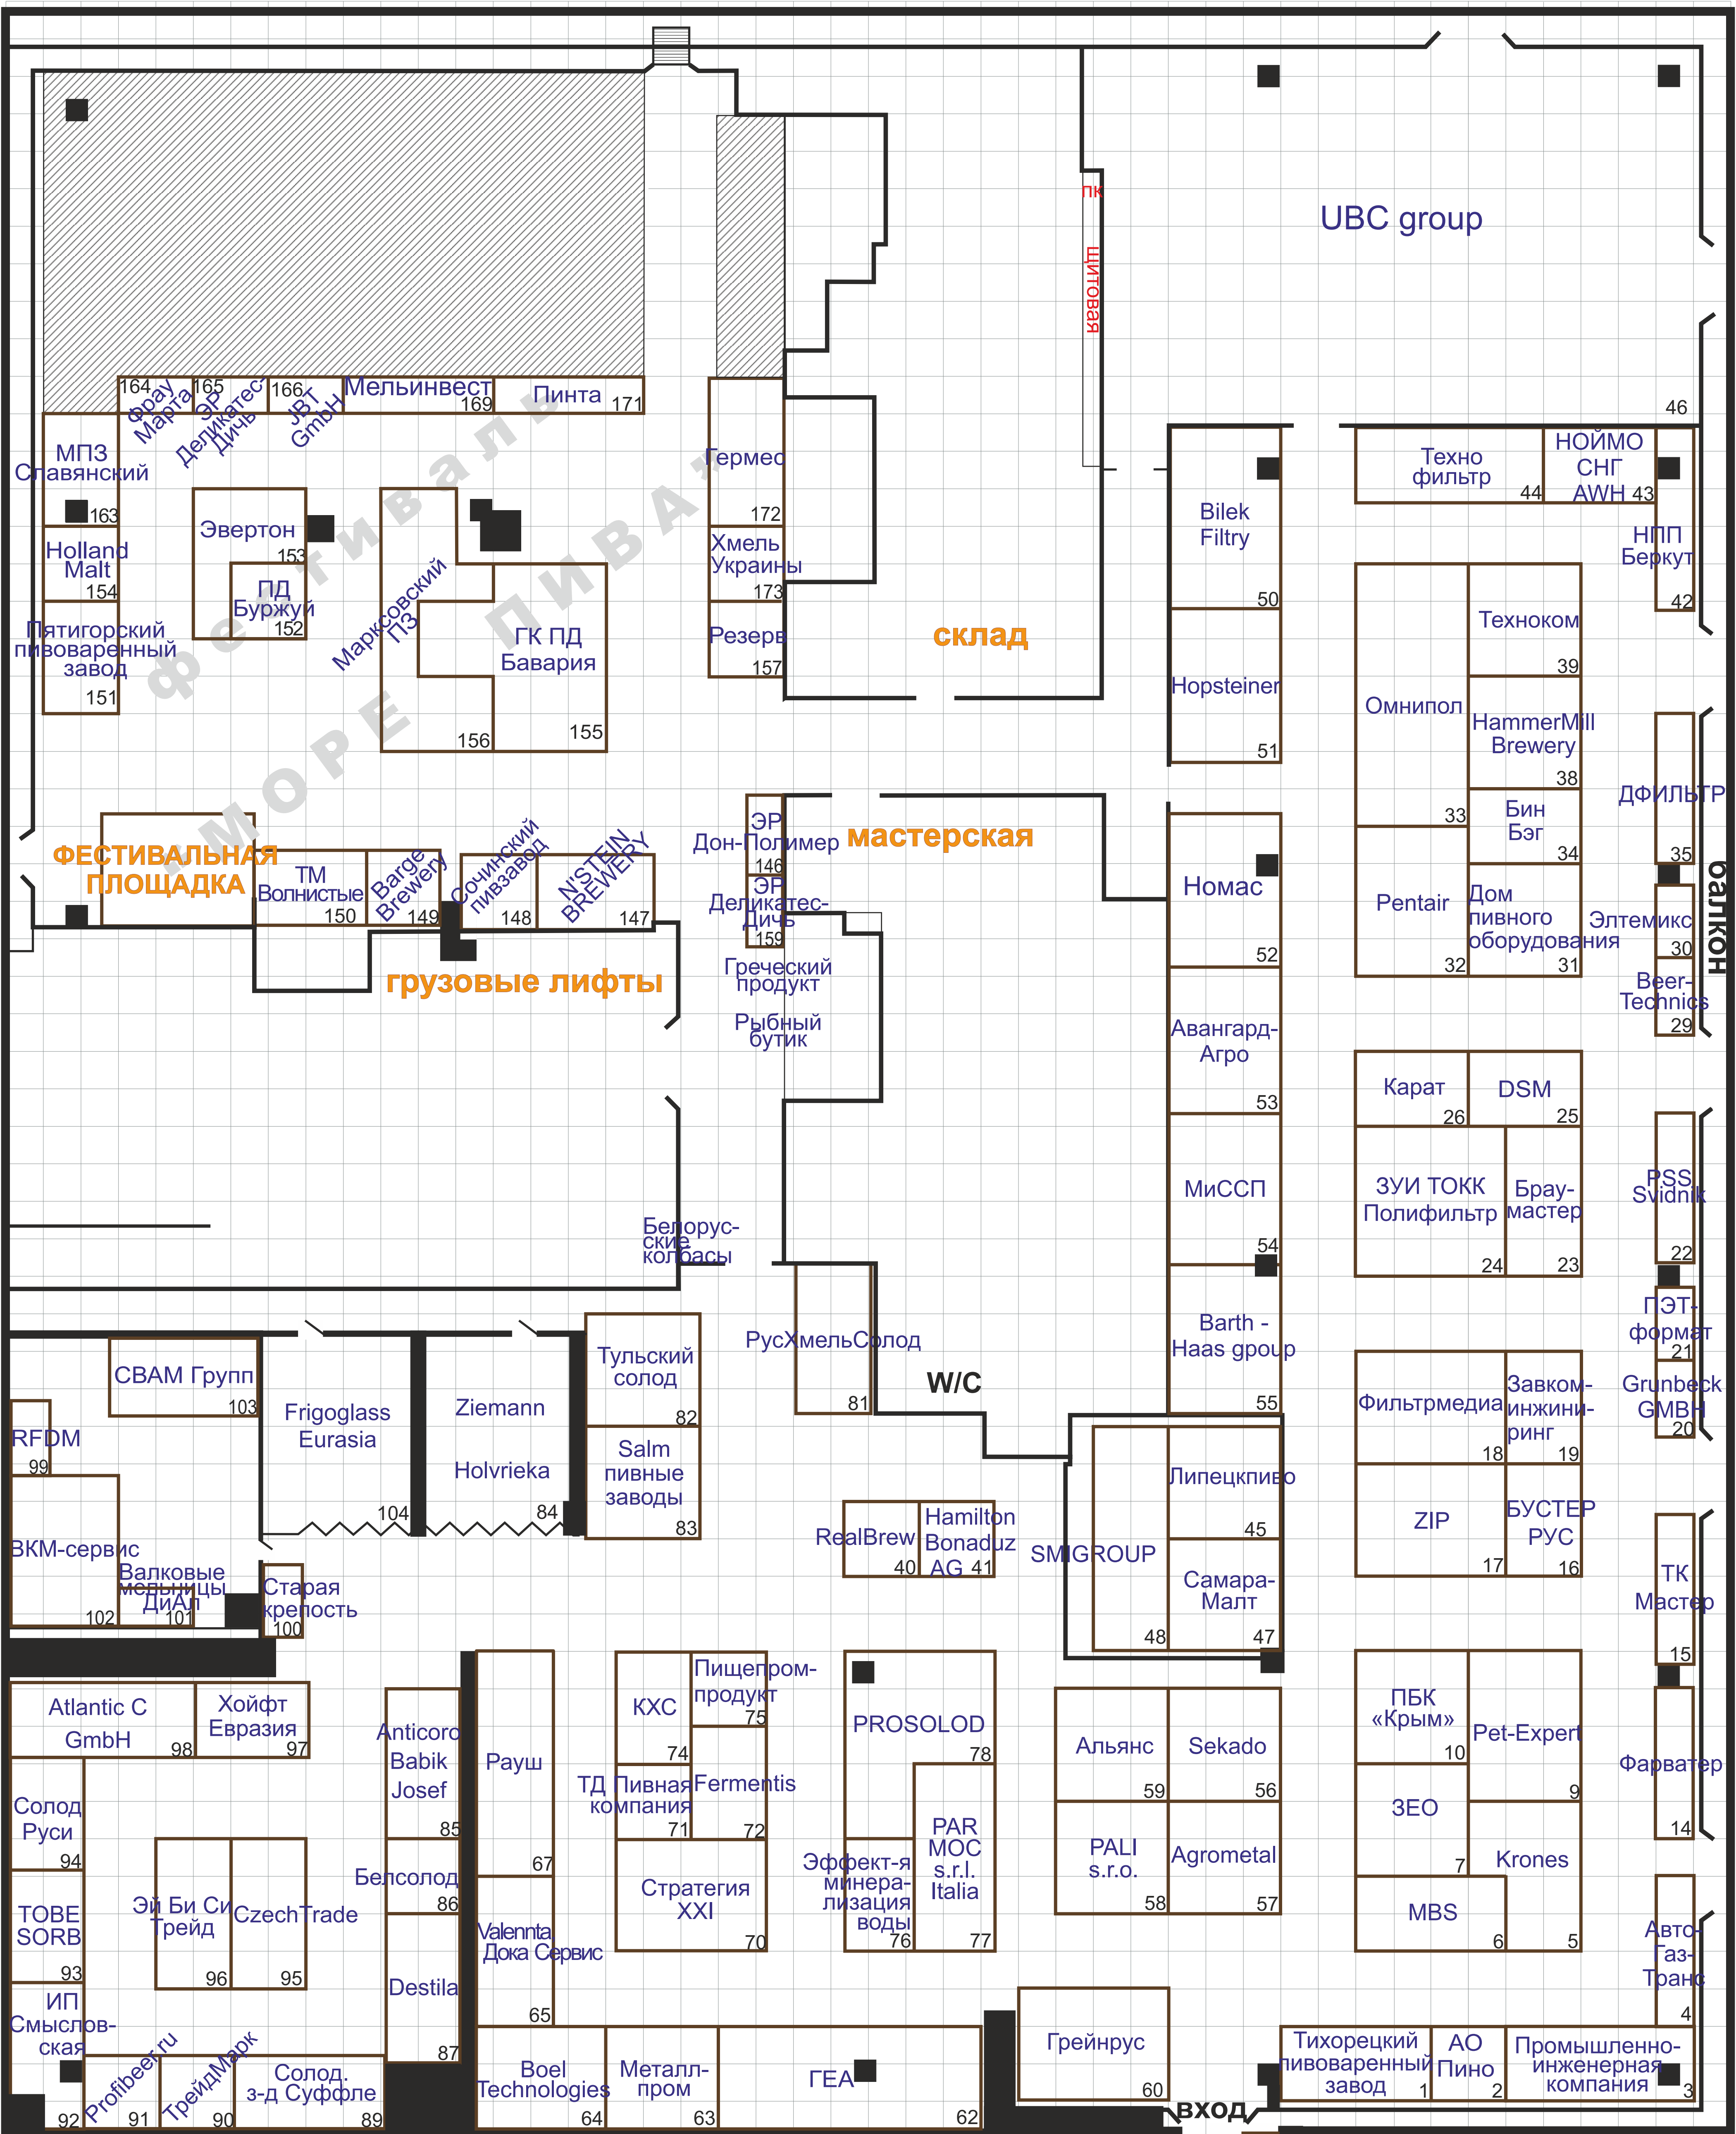 UBC group
46
пк
щитовая
164
Фрау
Марта
165
ЭР
Деликатес-
Дичь
166
JBT
GmbH
Мельинвест
169
Пинта
171
МПЗ
Славянский
163
Holland
Malt
154
Пятигорский
пивоваренный
завод
151
Эвертон
153
ПД
Буржуй
152
фестиваль
“МОРЕ ПИВА”
Марксовский
ПЗ
156
ГК ПД
Бавария
155
Гермес
172
Хмель
Украины
173
Резерв
157
склад
Bilek
Filtry
50
Hopsteiner
51
Техно
фильтр
44
НОЙМО
СНГ
AWH
43
НПП
Беркут
42
Омнипол
33
Техноком
39
HammerMill
Brewery
38
Бин
Бэг
34
Pentair
32
Дом
пивного
оборудования
31
ДФИЛЬТР
35
балкон
Элтемикс
30
Beer-
Technics
29
ФЕСТИВАЛЬНАЯ
ПЛОЩАДКА
ТМ
Волнистые
150
Barge
Brewery
149
Сочинский
пивзавод
148
N'STEIN
BREWERY
147
грузовые лифты
ЭР
Дон-Полимер
146
ЭР
Деликатес-
Дичь
159
Греческий
продукт
Рыбный
бутик
мастерская
Номас
52
Авангард-
Агро
53
МиССП
54
Barth -
Haas gроup
55
Карат
26
DSM
25
ЗУИ ТОКК
Полифильтр
24
Брау-
мастер
23
PSS
Svidnik
22
ПЭТ-
формат
21
Grunbeck
GMBH
20
Белорус-
ские
колбасы
СВАМ Групп
103
RFDM
99
ВКМ-сервис
102
Валковые
мельницы
ДиАл
101
Старая
крепость
100
Frigoglass
Eurasia
104
Ziemann
Holvrieka
84
Тульский
солод
82
Salm
пивные
заводы
83
РусХмельСолод
81
W/C
RealBrew
40
Hamilton
Bonaduz
AG
41
SMIGROUP
48
Липецкпиво
45
Самара-
Малт
47
Фильтрмедиа
18
Завком-
инжини-
ринг
19
ZIP
17
БУСТЕР
РУС
16
ТК
Мастер
15
Atlantic C
GmbH
98
Хойфт
Евразия
97
Солод
Руси
94
TOBE
SORB
93
ИП
Смыслов-
ская
92
Эй Би Си
Трейд
96
CzechTrade
95
Profibeer.ru
91
ТрейдМарк
90
Солод.
з-д Суффле
89
Anticoro
Babik
Josef
85
Белсолод
86
Destila
87
Рауш
67
Valennta
Дока Сервис
65
КХС
74
Пищепром-
продукт
75
ТД Пивная
компания
71
Fermentis
72
Стратегия
XXI
70
PROSOLOD
78
Эффект-я
минера-
лизация
воды
76
PAR
MOC
s.r.l.
Italia
77
Альянс
59
Sekado
56
PALI
s.r.o.
58
Agrometal
57
ПБК
«Крым»
10
Pet-Expert
9
ЗЕО
7
Krones
5
MBS
6
Фарватер
14
Авто-
Газ-
Транс
4
Boel
Technologies
64
Металл-
пром
63
ГЕА
62
Грейнрус
60
вход
Тихорецкий
пивоваренный
завод
1
АО
Пино
2
Промышленно-
инженерная
компания
3